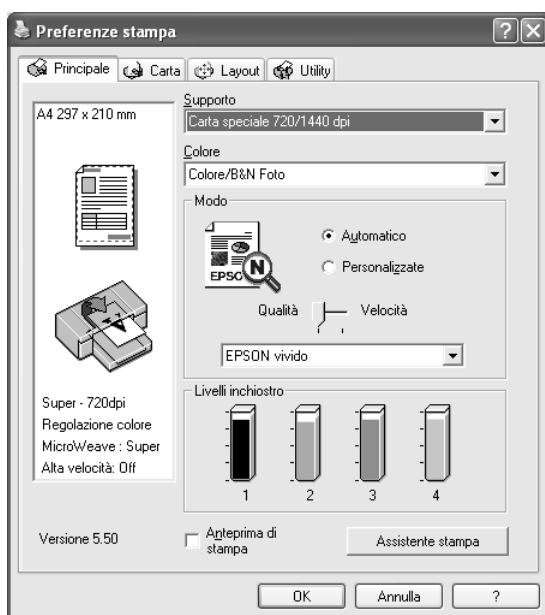 Preferenze stampa
Principale
Carta
Layout
Utility
A4 297 x 210 mm
Supporto
Carta speciale 720/1440 dpi
Colore
Colore/B&N Foto
Modo
EPSON
N
Automatico
Personalizzate
Qualità
Velocità
EPSON vivido
Super - 720dpi
Regolazione colore
MicroWeave : Super
Alta velocità: Off
Livelli inchiostro
1 2 3 4
Versione 5.50
Anteprima di
stampa
Assistente stampa
OK
Annulla
?